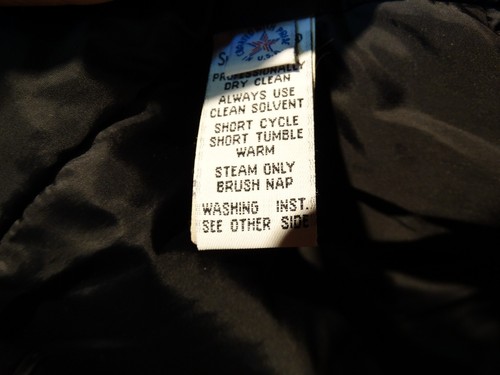 PROFESSIONALLY
DRY CLEAN
ALWAYS USE
CLEAN SOLVENT
SHORT CYCLE
SHORT TUMBLE
WARM
STEAM ONLY
BRUSH NAP
WASHING INST.
SEE OTHER SIDE